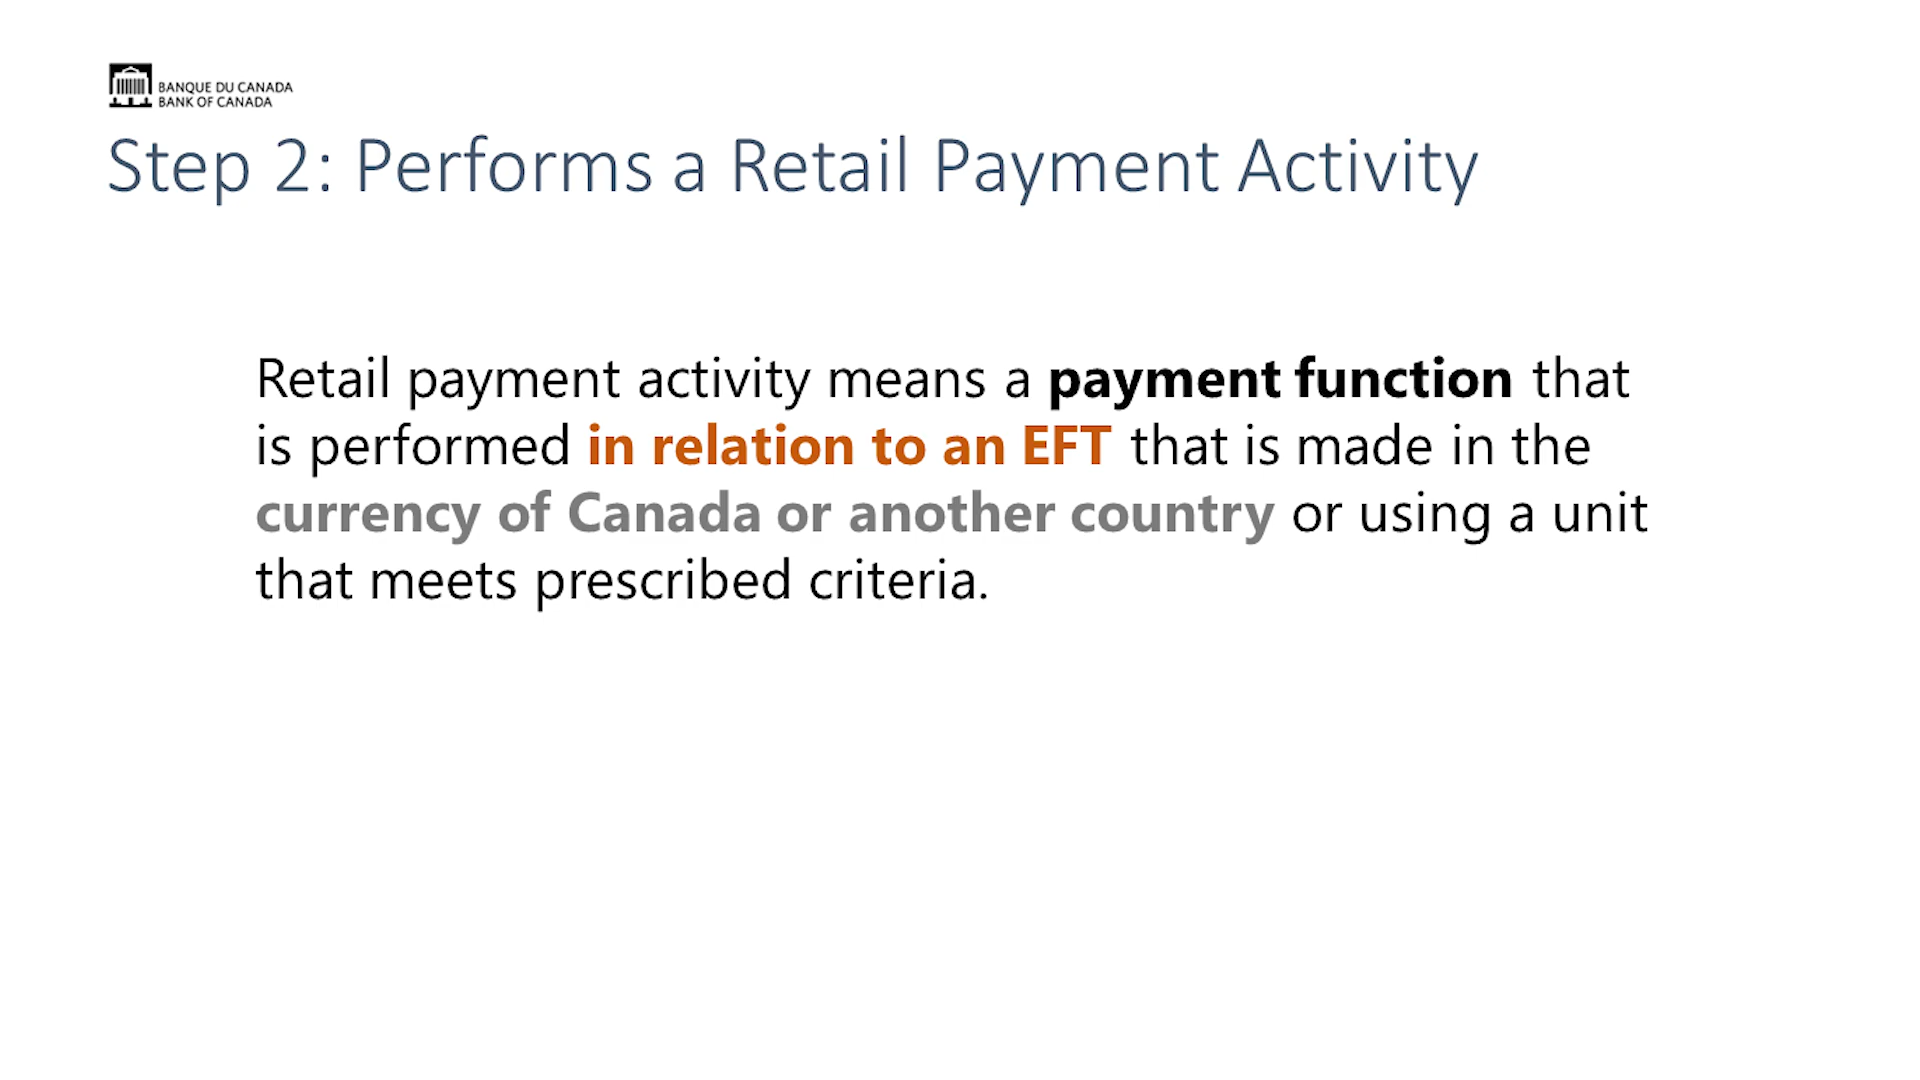 BANQUE DU CANADA
BANK OF CANADA
Step 2: Performs a Retail Payment Activity
Retail payment activity means a payment function that
is performed in relation to an EFT that is made in the
currency of Canada or another country or using a unit
that meets prescribed criteria.